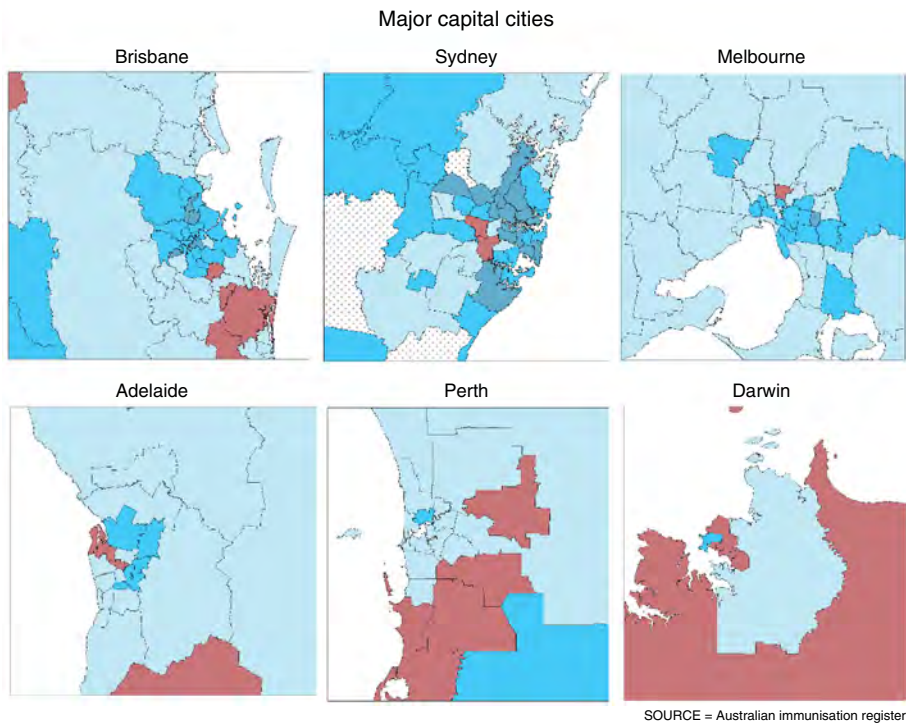 Major capital cities
Brisbane
Sydney
Melbourne
Adelaide
Perth
Darwin
SOURCE = Australian immunisation register